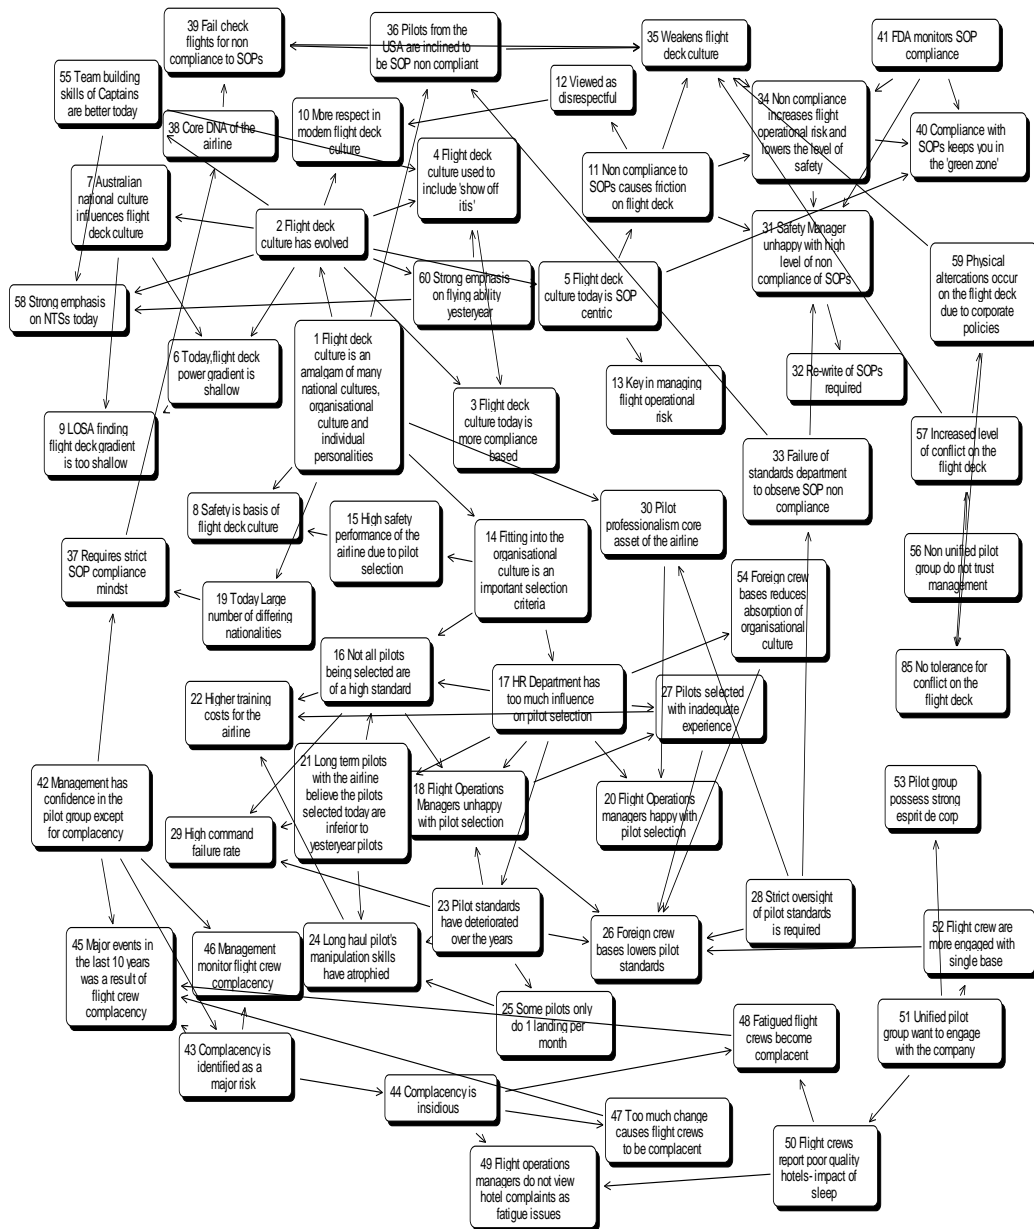 39 Fail check
flights for non
compliance to SOPs
36 Pilots from the
USA are inclined to
be SOP non compliant
35 Weakens flight
deck culture
41 FDA monitors SOP
compliance
55 Team building
skills of Captains
are better today
12 Viewed as
disrespectful
34 Non compliance
increases flight
operational risk and
lowers the level of
safety
38 Core DNA of the
airline
10 More respect in
modern flight deck
culture
4 Flight deck
culture used to
include 'show off
itis'
40 Compliance with
SOPs keeps you in
the 'green zone'
11 Non compliance to
SOPs causes friction
on flight deck
7 Australian
national culture
influences flight
deck culture
2 Flight deck
culture has evolved
31 Safety Manager
unhappy with high
level of non
compliance of SOPs
59 Physical
altercations occur
on the flight deck
due to corporate
policies
58 Strong emphasis
on NTSs today
60 Strong emphasis
on flying ability
yesteryear
5 Flight deck
culture today is SOP
centric
6 Today,flight deck
power gradient is
shallow
1 Flight deck
culture is an
amalgam of many
national cultures,
organisational
culture and
individual
personalities
13 Key in managing
flight operational
risk
32 Re-write of SOPs
required
9 LOSA finding
flight deck gradient
is too shallow
3 Flight deck
culture today is
more compliance
based
57 Increased level
of conflict on the
flight deck
33 Failure of
standards department
to observe SOP non
compliance
8 Safety is basis of
flight deck culture
15 High safety
performance of the
airline due to pilot
selection
30 Pilot
professionalism core
asset of the airline
14 Fitting into the
organisational
culture is an
important selection
criteria
37 Requires strict
SOP compliance
mindst
56 Non unified pilot
group do not trust
management
54 Foreign crew
bases reduces
absorption of
organisational
culture
19 Today Large
number of differing
nationalities
16 Not all pilots
being selected are
of a high standard
17 HR Department has
too much influence
on pilot selection
85 No tolerance for
conflict on the
flight deck
22 Higher training
costs for the
airline
27 Pilots selected
with inadequate
experience
21 Long term pilots
with the airline
believe the pilots
selected today are
inferior to
yesteryear pilots
42 Management has
confidence in the
pilot group except
for complacency
18 Flight Operations
Managers unhappy
with pilot selection
20 Flight Operations
managers happy with
pilot selection
53 Pilot group
possess strong
esprit de corp
29 High command
failure rate
23 Pilot standards
have deteriorated
over the years
28 Strict oversight
of pilot standards
is required
45 Major events in
the last 10 years
was a result of
flight crew
complacency
46 Management
monitor flight crew
complacency
24 Long haul pilot's
manipulation skills
have atrophied
26 Foreign crew
bases lowers pilot
standards
52 Flight crew are
more engaged with
single base
25 Some pilots only
do 1 landing per
month
48 Fatigued flight
crews become
complacent
51 Unified pilot
group want to engage
with the company
43 Complacency is
identified as a
major risk
44 Complacency is
insidious
47 Too much change
causes flight crews
to be complacent
50 Flight crews
report poor quality
hotels- impact of
sleep
49 Flight operations
managers do not view
hotel complaints as
fatigue issues